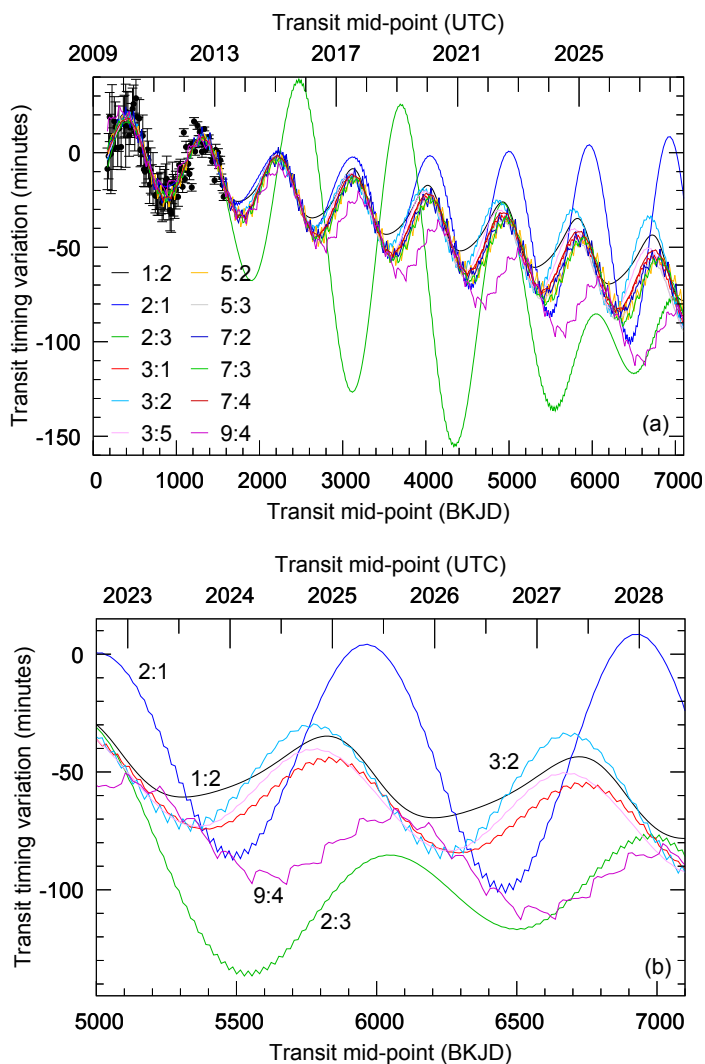 Transit mid-point (UTC)
2009 2013 2017 2021 2025
Transit timing variation (minutes)
0
-50
-100
-150
1:2 5:2
2:1 5:3
2:3 7:2
3:1 7:3
3:2 7:4
3:5 9:4
(a)
0 1000 2000 3000 4000 5000 6000 7000
Transit mid-point (BKJD)
Transit mid-point (UTC)
2023 2024 2025 2026 2027 2028
Transit timing variation (minutes)
0
-50
-100
2:1
1:2
3:2
9:4
2:3
(b)
5000 5500 6000 6500 7000
Transit mid-point (BKJD)